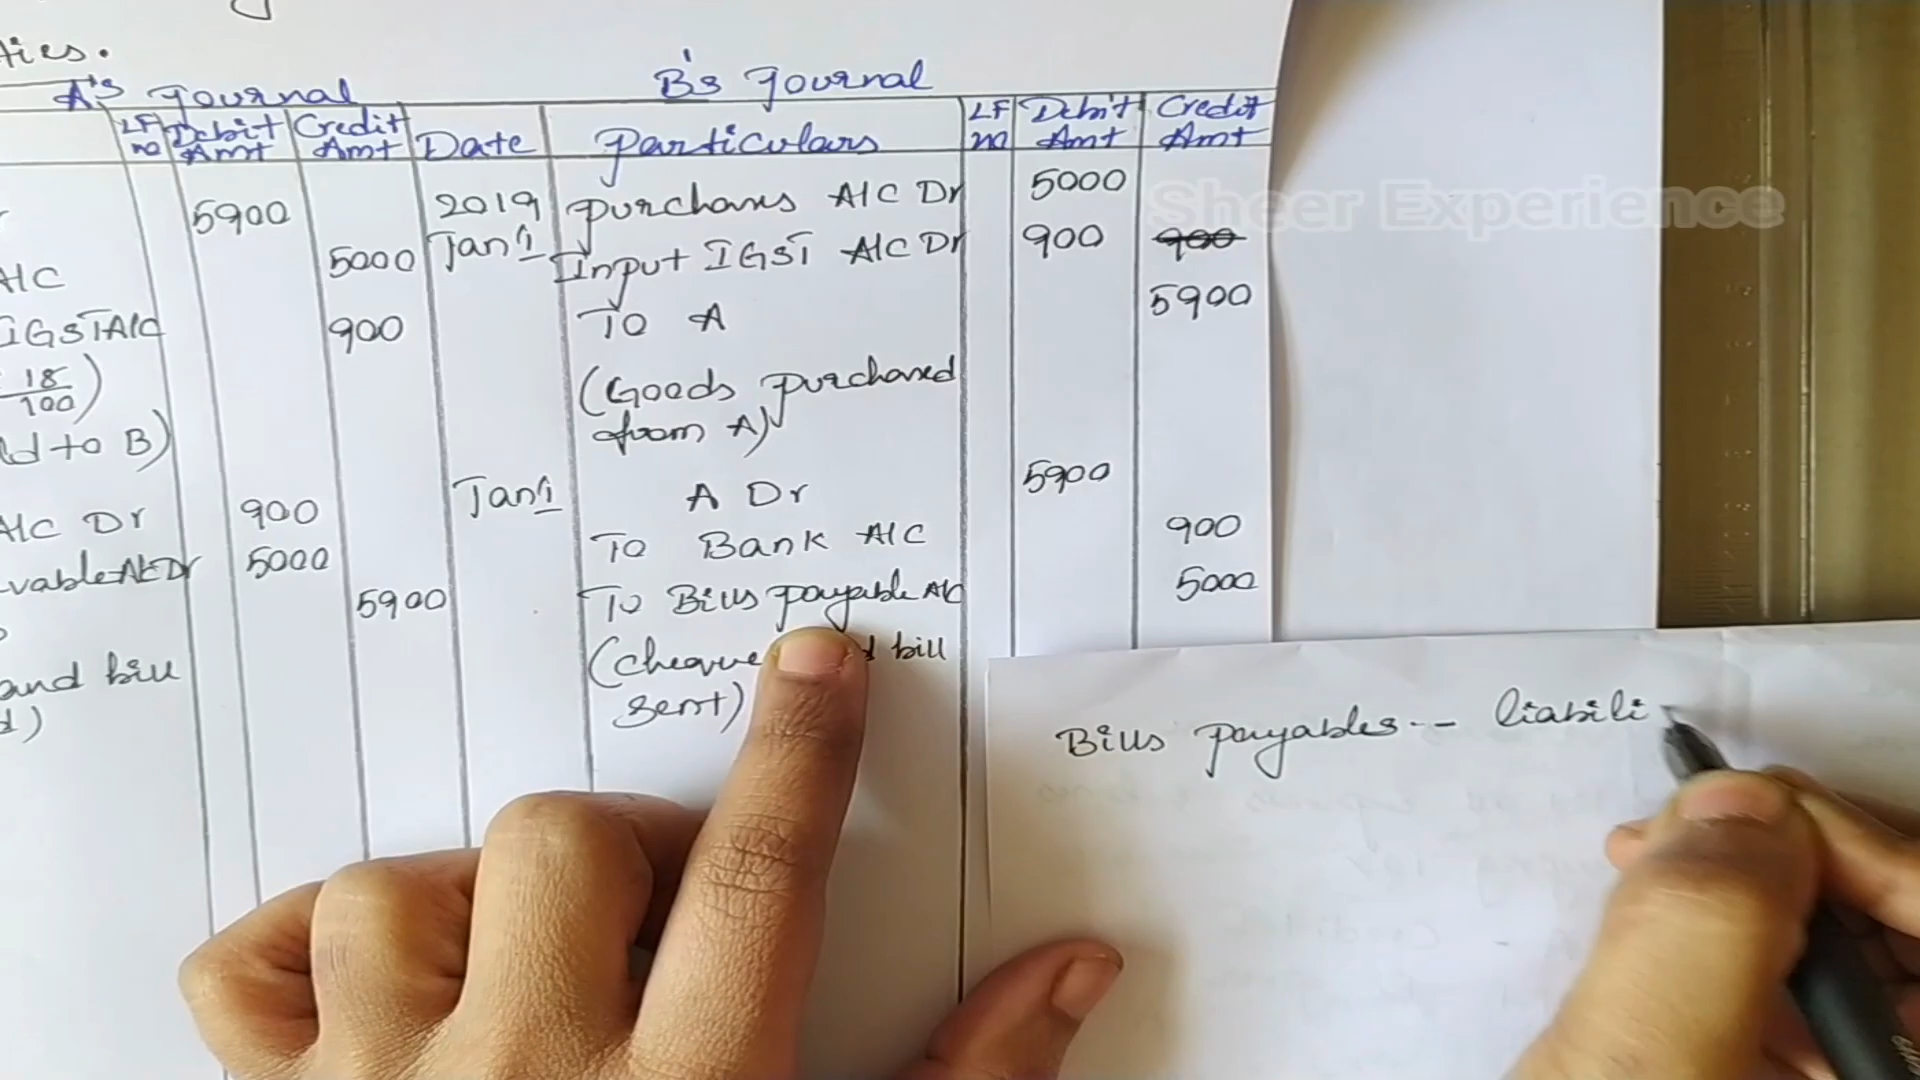 ties.
A's Journal
B's Journal
LF no Debit Amt Credit Amt Date Particulars LF no Debit Amt Credit Amt
5900 2019 purchases A/C Dr 5000
Sheer Experience
A/C 5000 Jan 1 Input IGST A/C Dr 900 900
IGST A/C 900 To A 5900
18/100)
(Goods purchased
from A)
ld to B)
A/C Dr 900 Jan 1 A Dr 5900
To Bank A/C 900
vable A/C Dr 5000
5900 To Bills payable A/C 5000
and bill
(cheque bill
sent)
d)
Bills payables -- liabili